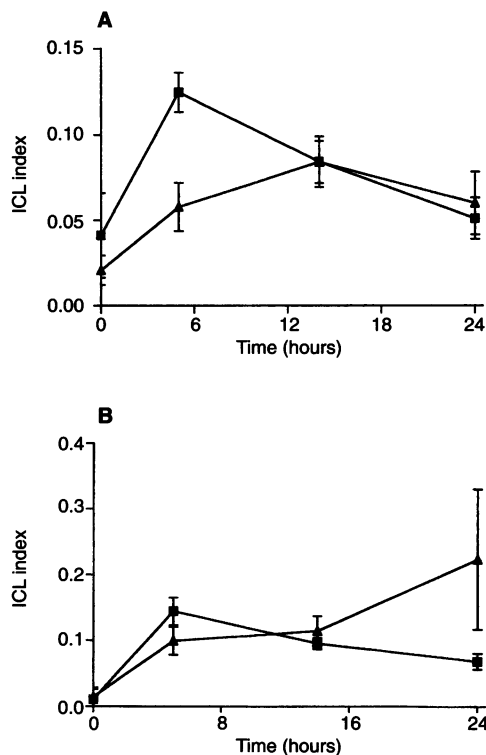 A
0.15
0.10
0.05
0.00
ICL index
0 6 12 18 24
Time (hours)
B
0.4
0.3
0.2
0.1
0.0
ICL index
0 8 16 24
Time (hours)